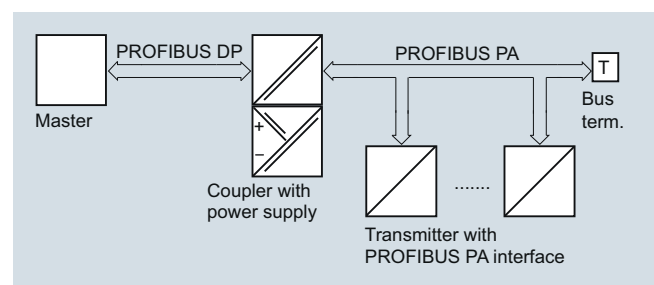 PROFIBUS DP
PROFIBUS PA
T
Master
Bus
term.
+
–
Coupler with
power supply
.......
Transmitter with
PROFIBUS PA interface